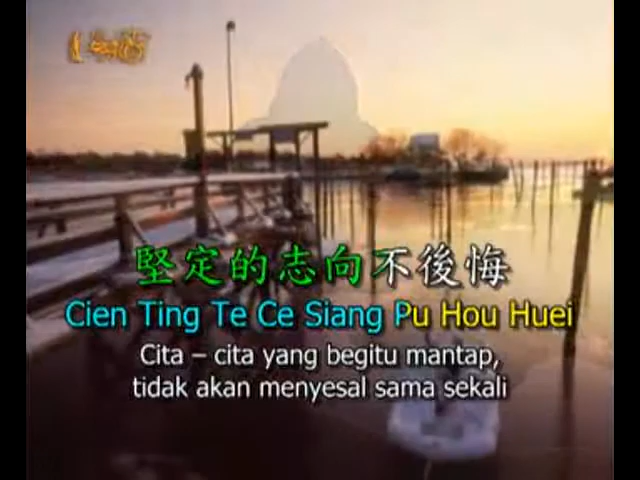 堅定的志向不後悔
Cien Ting Te Ce Siang Pu Hou Huei
Cita – cita yang begitu mantap,
tidak akan menyesal sama sekali